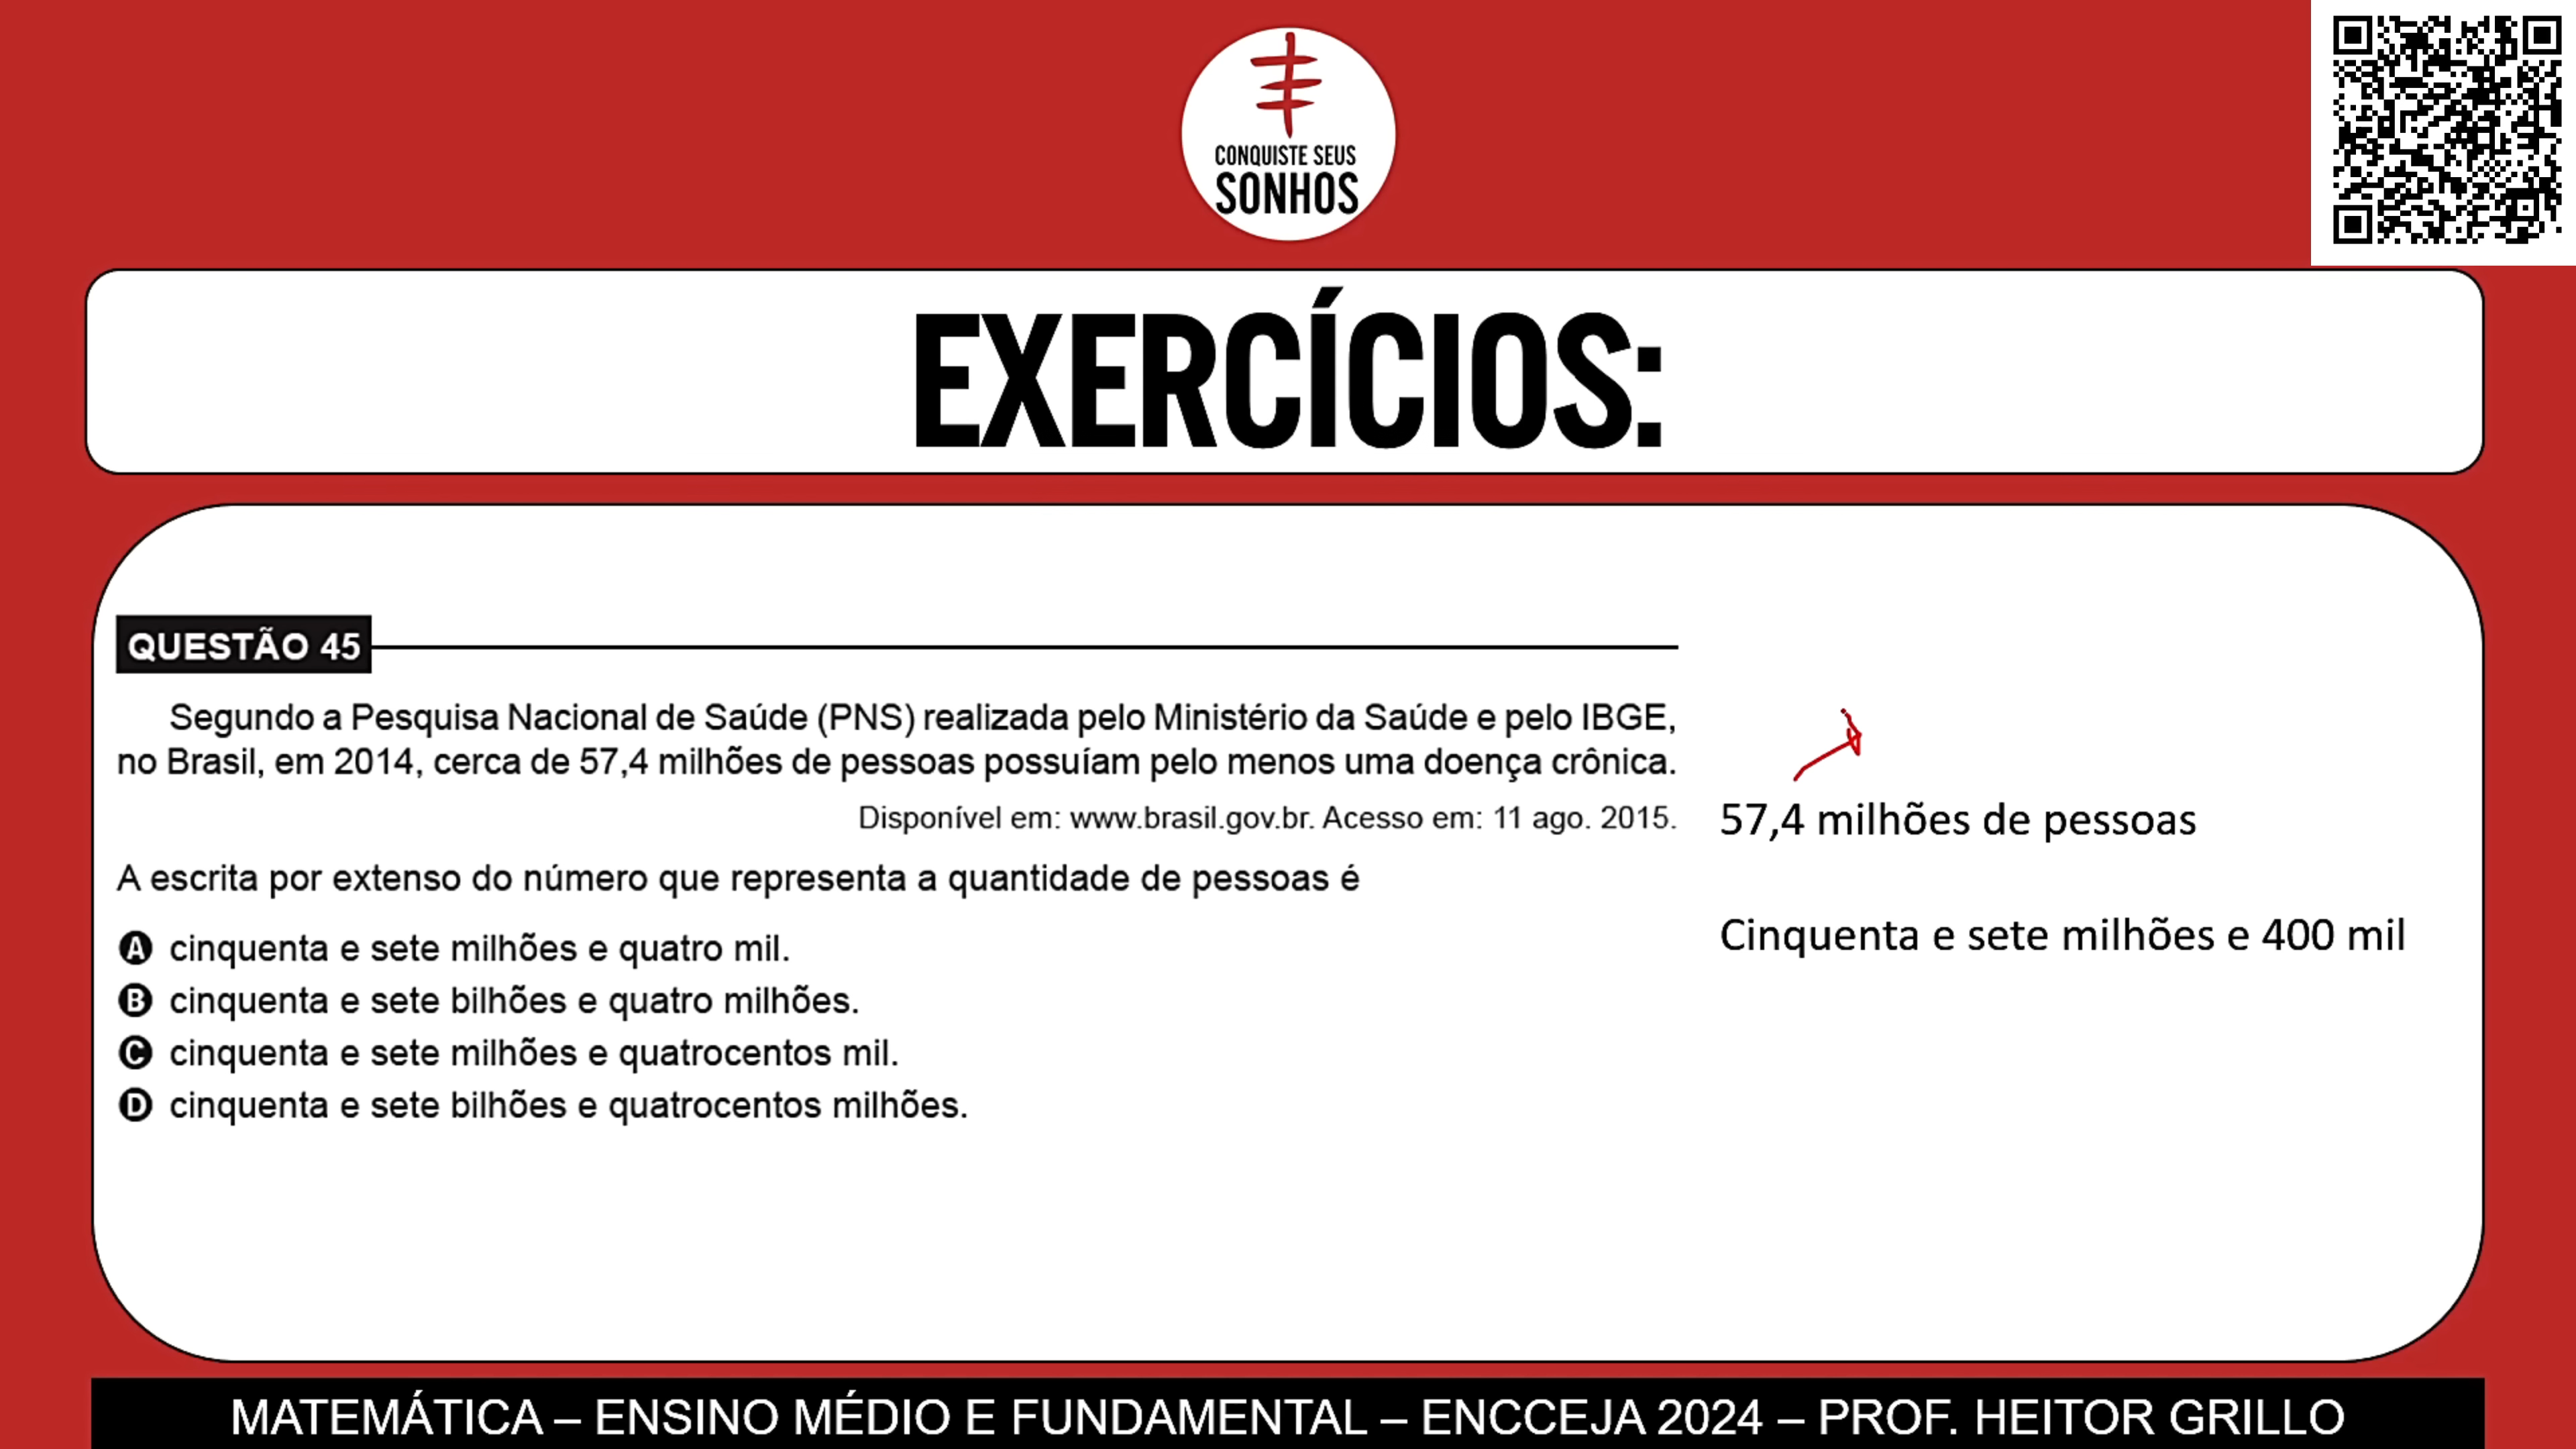 CONQUISTE SEUS
SONHOS
EXERCÍCIOS:
QUESTÃO 45
Segundo a Pesquisa Nacional de Saúde (PNS) realizada pelo Ministério da Saúde e pelo IBGE,
no Brasil, em 2014, cerca de 57,4 milhões de pessoas possuíam pelo menos uma doença crônica.
Disponível em: www.brasil.gov.br. Acesso em: 11 ago. 2015.
A escrita por extenso do número que representa a quantidade de pessoas é
A cinquenta e sete milhões e quatro mil.
B cinquenta e sete bilhões e quatro milhões.
C cinquenta e sete milhões e quatrocentos mil.
D cinquenta e sete bilhões e quatrocentos milhões.
57,4 milhões de pessoas
Cinquenta e sete milhões e 400 mil
MATEMÁTICA – ENSINO MÉDIO E FUNDAMENTAL – ENCCEJA 2024 – PROF. HEITOR GRILLO